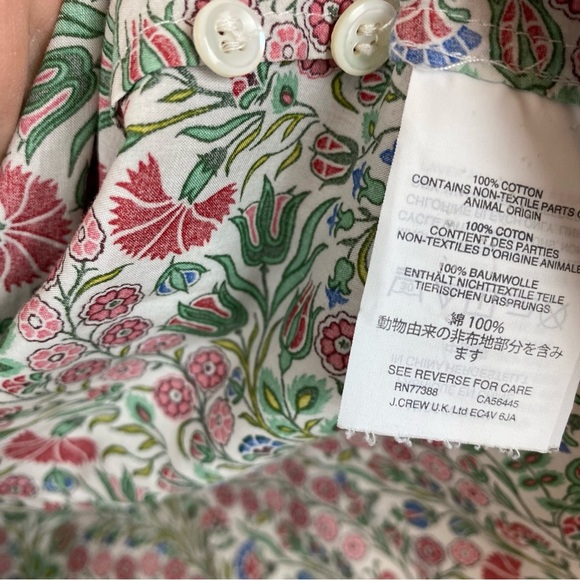 100% COTTON
CONTAINS NON-TEXTILE PARTS
ANIMAL ORIGIN
100% COTON
CONTIENT DES PARTIES
NON-TEXTILES D'ORIGINE ANIMALE
100% BAUMWOLLE
ENTHÄLT NICHTTEXTILE TEILE
TIERISCHEN URSPRUNGS
綿 100%
動物由来の非布地部分を含み
ます
SEE REVERSE FOR CARE
RN77388 CA56445
J.CREW U.K. Ltd EC4V 6JA